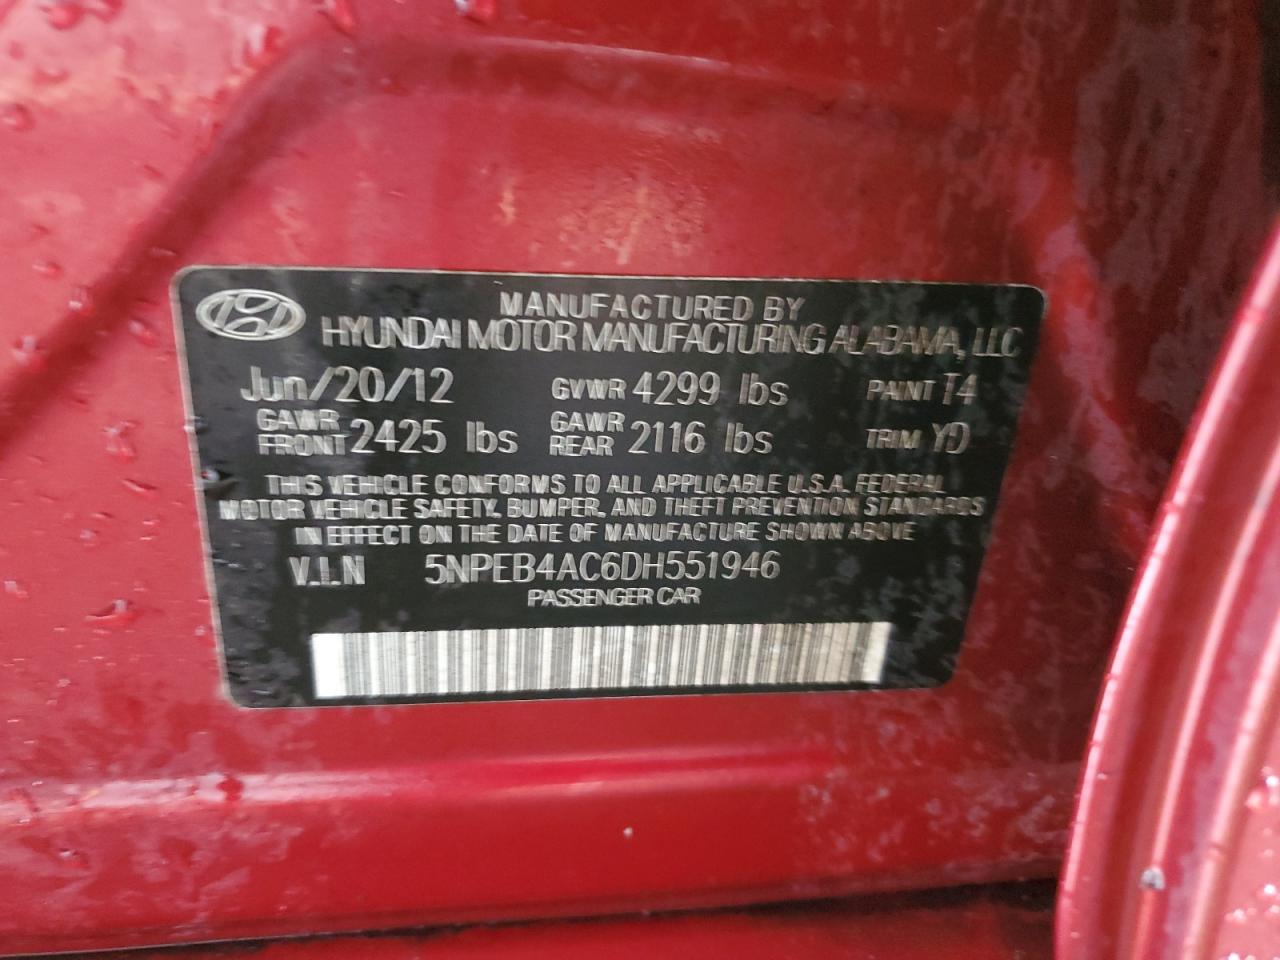 MANUFACTURED BY
HYUNDAI MOTOR MANUFACTURING ALABAMA, LLC
Jun/20/12 GVWR 4299 lbs PAINT T4
GAWR FRONT 2425 lbs GAWR REAR 2116 lbs TRIM YD
THIS VEHICLE CONFORMS TO ALL APPLICABLE U.S.A. FEDERAL
MOTOR VEHICLE SAFETY, BUMPER, AND THEFT PREVENTION STANDARDS
IN EFFECT ON THE DATE OF MANUFACTURE SHOWN ABOVE
V.I.N 5NPEB4AC6DH551946
PASSENGER CAR